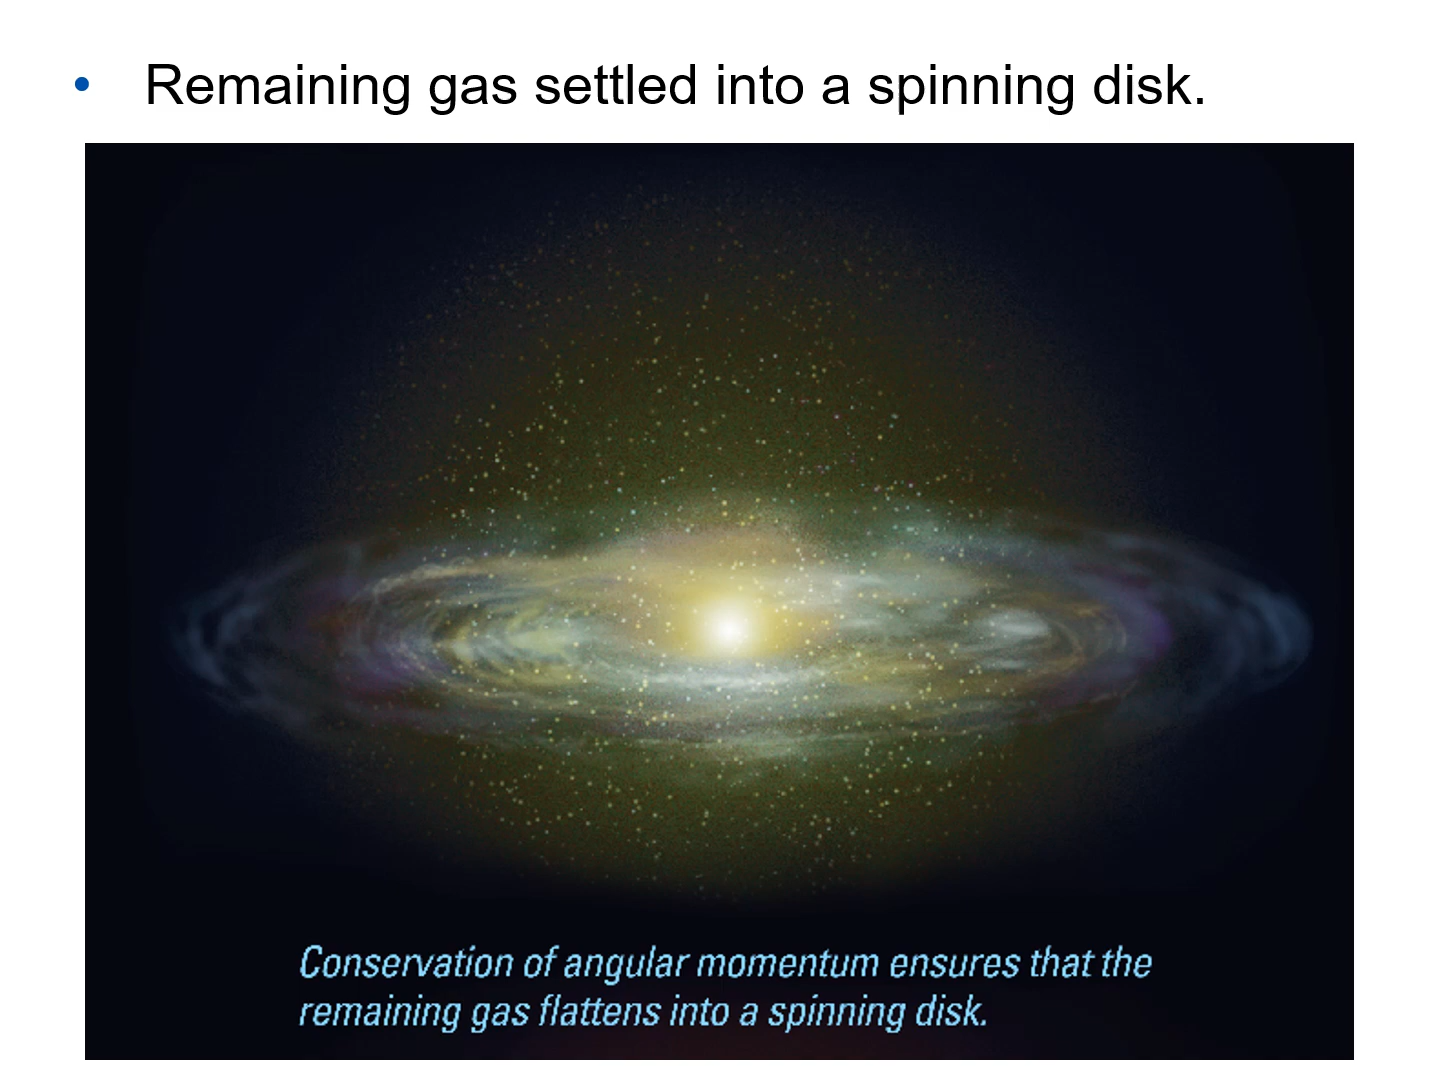 • Remaining gas settled into a spinning disk.
Conservation of angular momentum ensures that the
remaining gas flattens into a spinning disk.